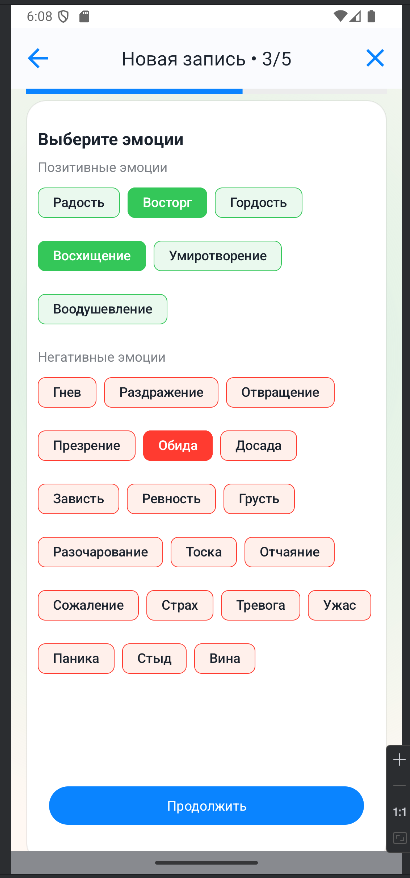 6:08
Новая запись • 3/5
Выберите эмоции
Позитивные эмоции
Радость Восторг Гордость
Восхищение Умиротворение
Воодушевление
Негативные эмоции
Гнев Раздражение Отвращение
Презрение Обида Досада
Зависть Ревность Грусть
Разочарование Тоска Отчаяние
Сожаление Страх Тревога Ужас
Паника Стыд Вина
Продолжить
1:1